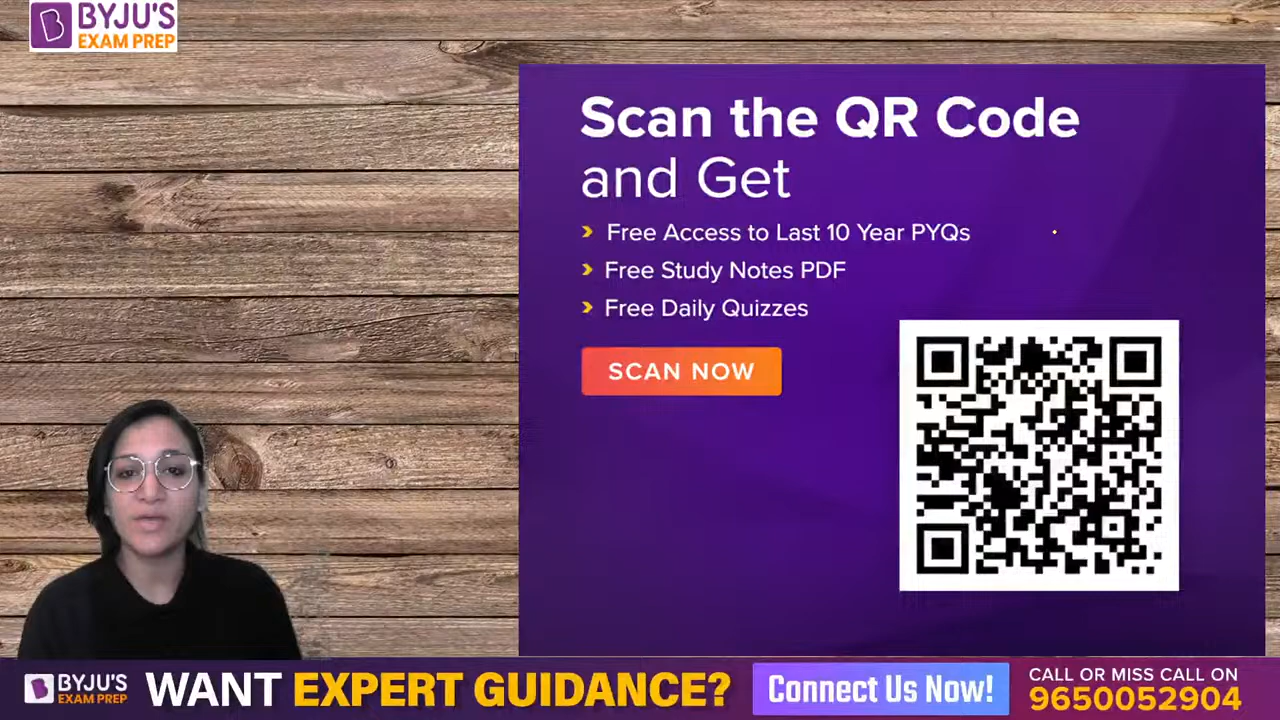 BYJU'S
EXAM PREP
Scan the QR Code
and Get
Free Access to Last 10 Year PYQs
Free Study Notes PDF
Free Daily Quizzes
SCAN NOW
BYJU'S
EXAM PREP
WANT EXPERT GUIDANCE?
Connect Us Now!
CALL OR MISS CALL ON
9650052904